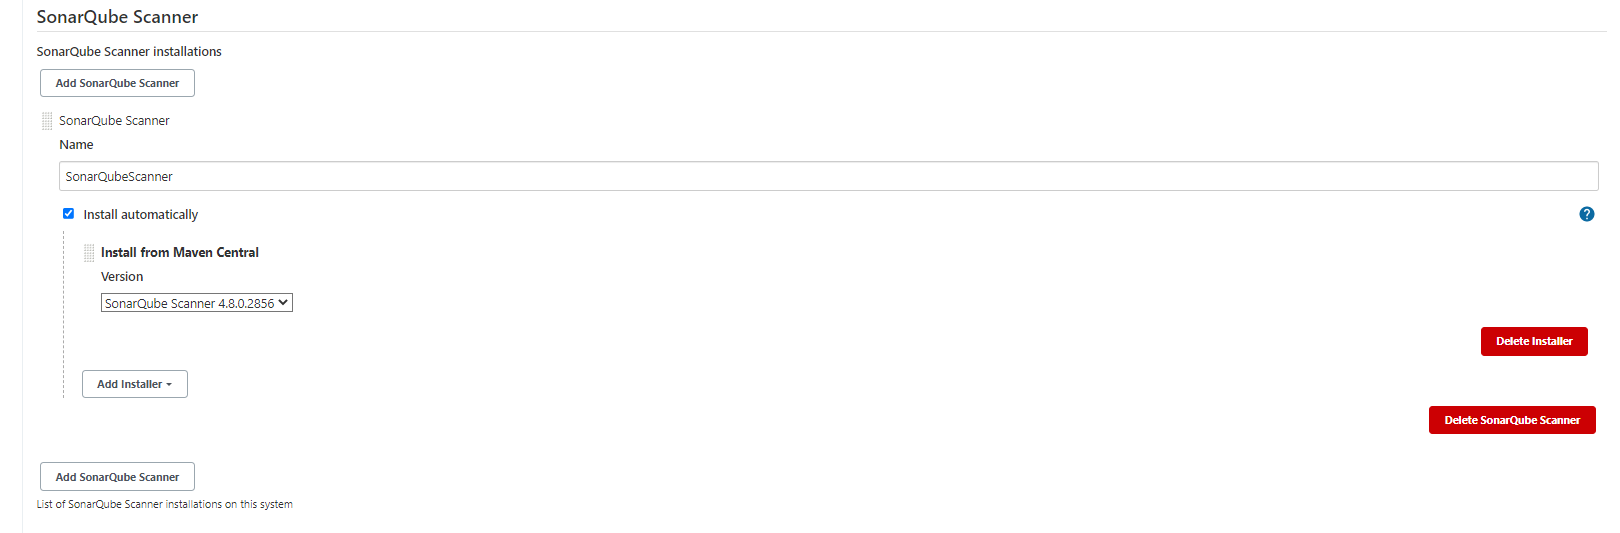 SonarQube Scanner
SonarQube Scanner installations
Add SonarQube Scanner
SonarQube Scanner
Name
SonarQubeScanner
Install automatically
?
Install from Maven Central
Version
SonarQube Scanner 4.8.0.2856
Delete Installer
Add Installer
Delete SonarQube Scanner
Add SonarQube Scanner
List of SonarQube Scanner installations on this system